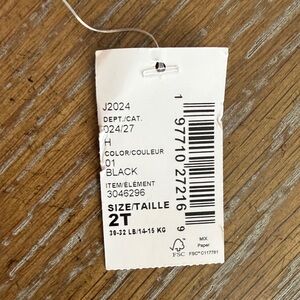 J2024
DEPT./CAT.
024/27
H
COLOR/COULEUR
01
BLACK
ITEM/ÉLÉMENT
3046296
SIZE/TAILLE
2T
30-32 LB/14-15 KG
1 97710 27216 9
FSC
MIX
Paper
FSC® C117791